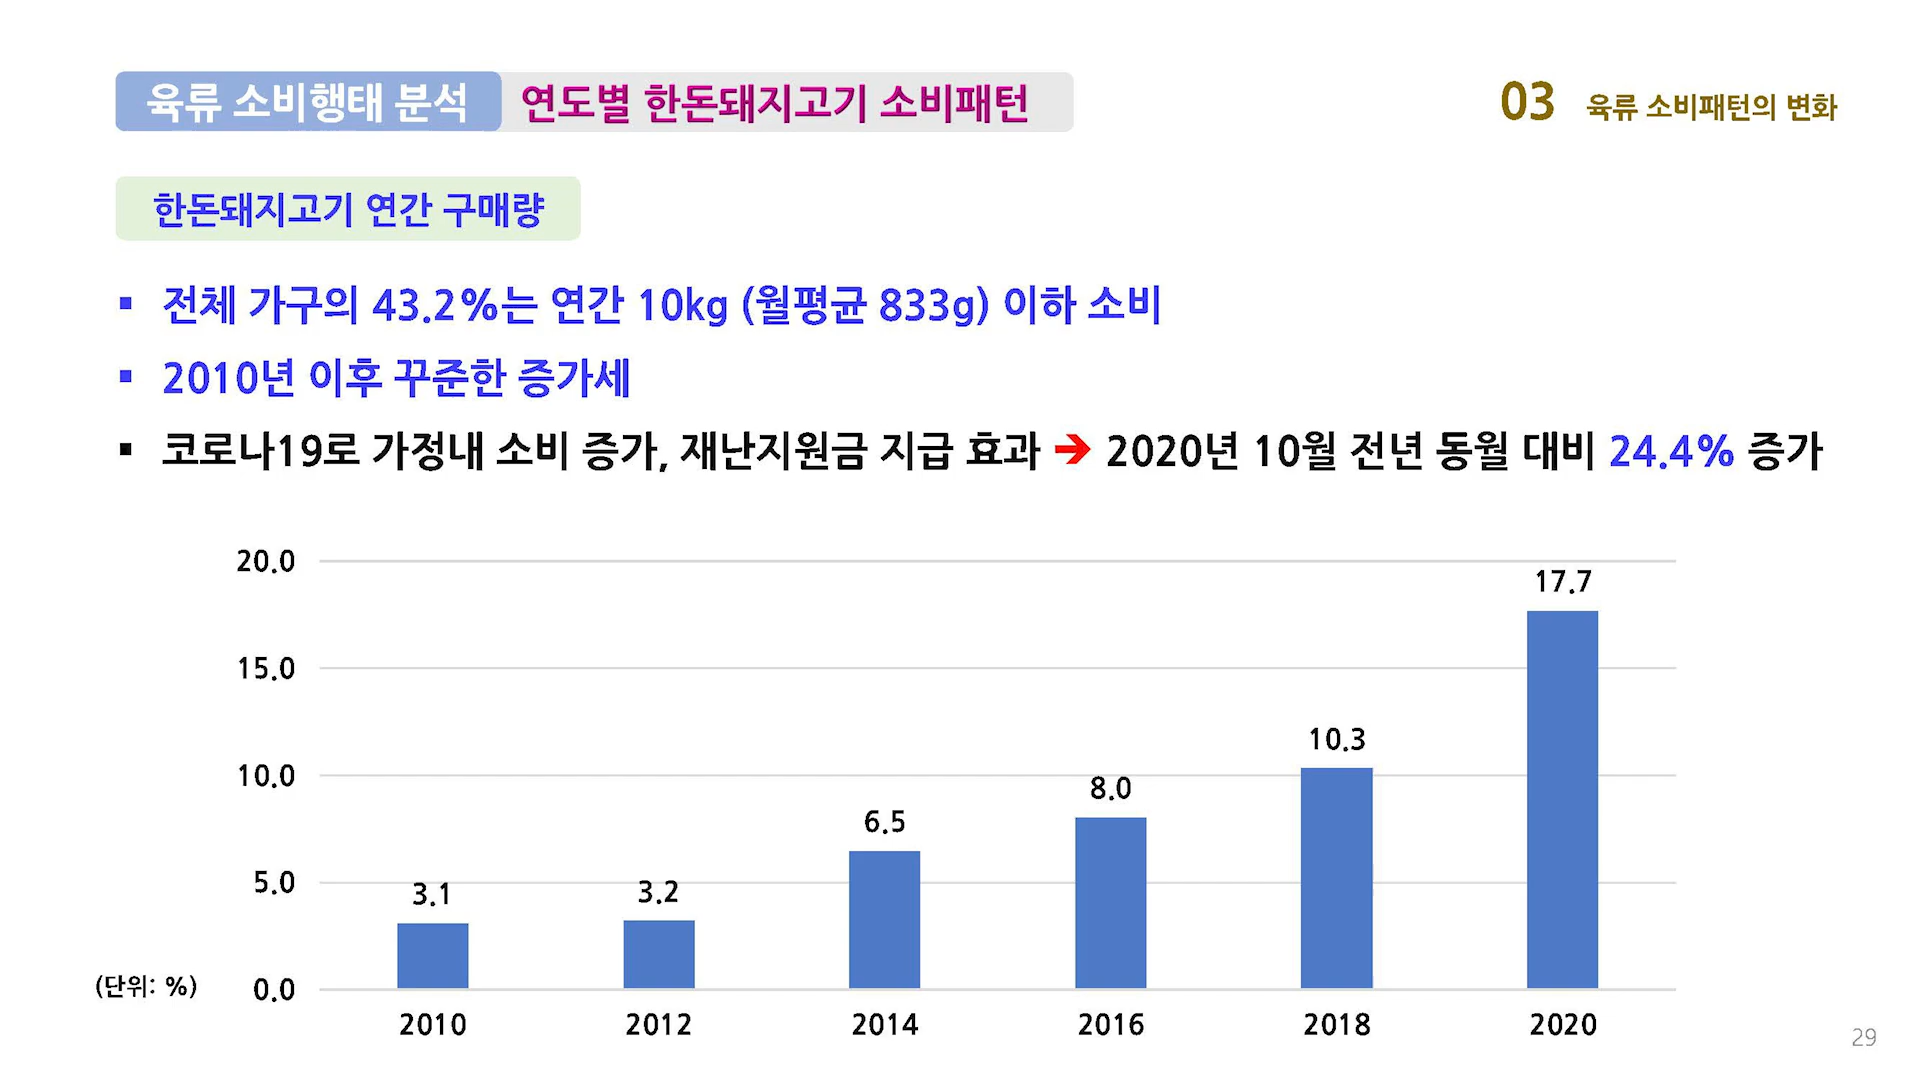 육류 소비행태 분석 연도별 한돈돼지고기 소비패턴
03 육류 소비패턴의 변화
한돈돼지고기 연간 구매량
▪ 전체 가구의 43.2%는 연간 10kg (월평균 833g) 이하 소비
▪ 2010년 이후 꾸준한 증가세
▪ 코로나19로 가정내 소비 증가, 재난지원금 지급 효과 ➔ 2020년 10월 전년 동월 대비 24.4% 증가
20.0
15.0
10.0
5.0
0.0
(단위: %)
3.1
3.2
6.5
8.0
10.3
17.7
2010 2012 2014 2016 2018 2020
29